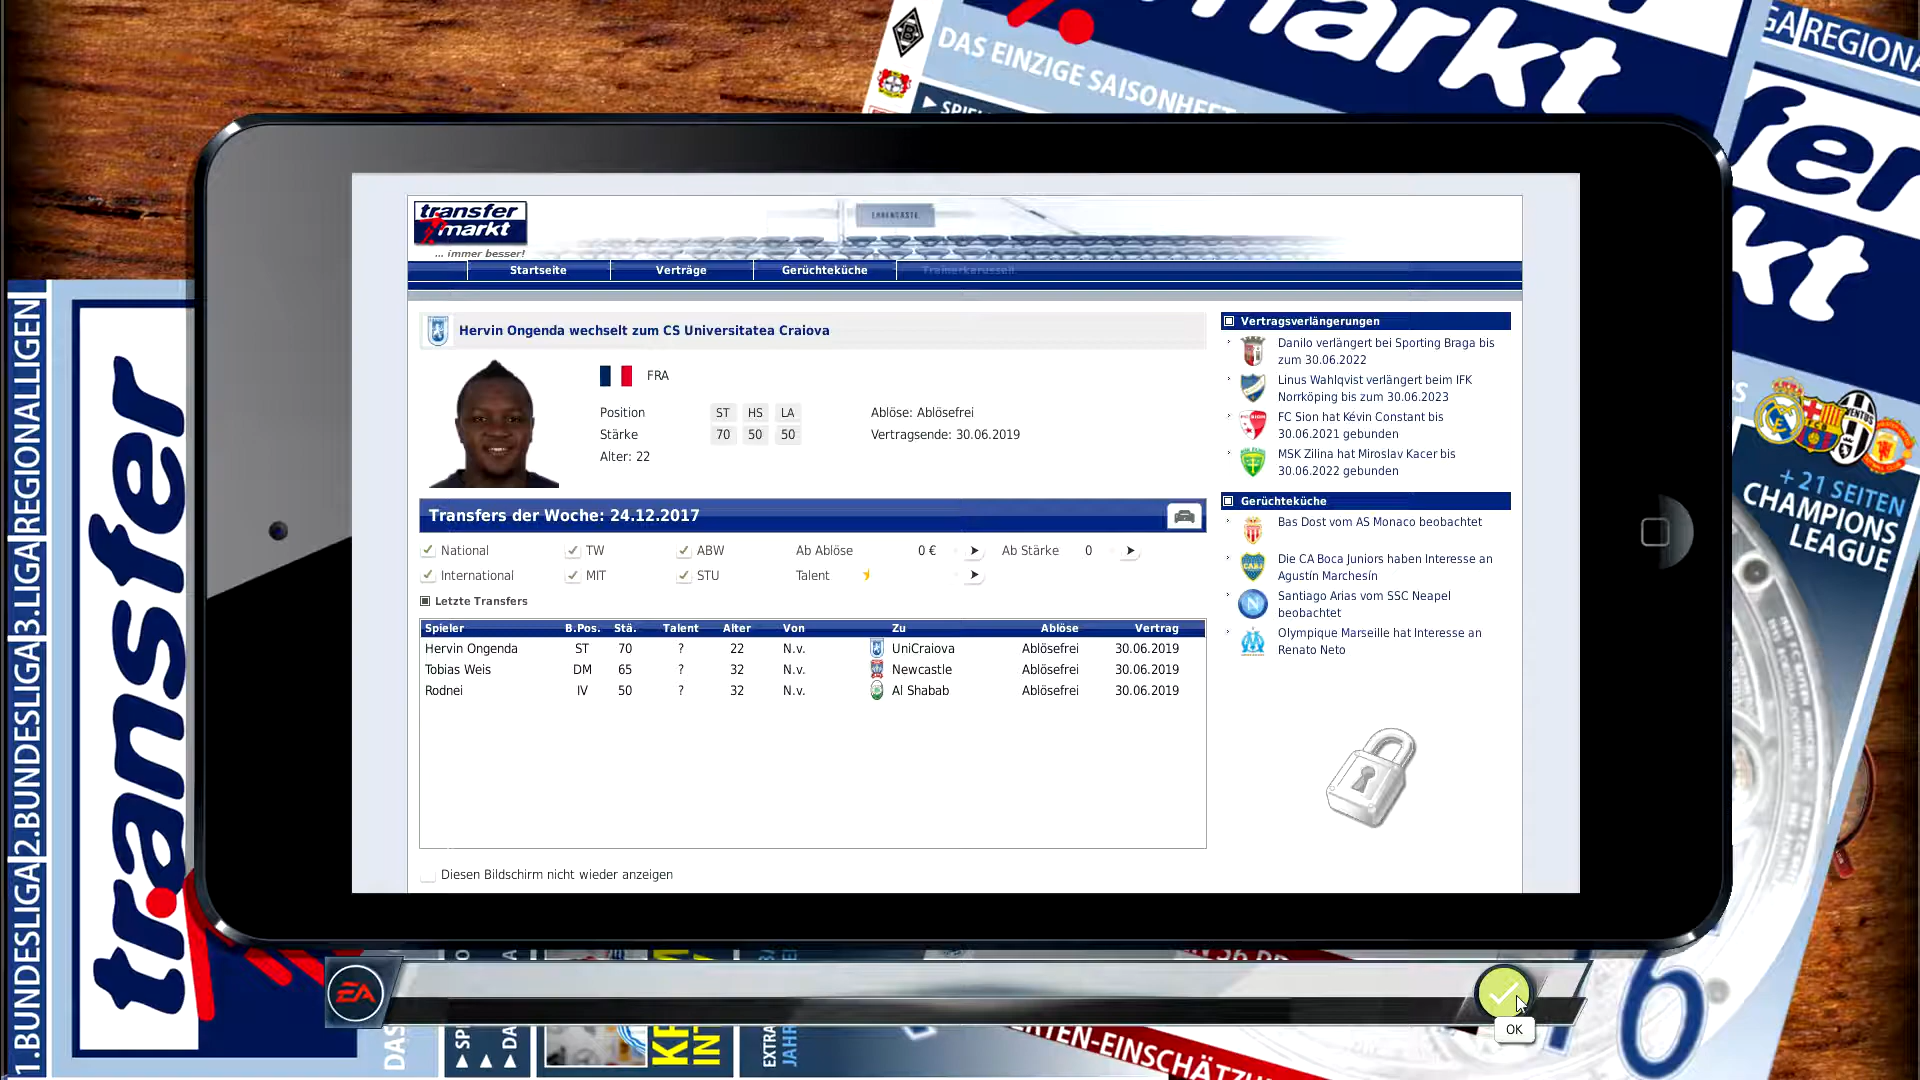 DAS EINZIGE SAISONHEFT
REGIONA
transfer
markt
... immer besser!
EHRENGÄSTE
Startseite
Verträge
Gerüchteküche
Trainerkarussell
Hervin Ongenda wechselt zum CS Universitatea Craiova
FRA
Position ST HS LA
Stärke 70 50 50
Alter: 22
Ablöse: Ablösefrei
Vertragsende: 30.06.2019
Transfers der Woche: 24.12.2017
National TW ABW Ab Ablöse 0 € Ab Stärke 0
International MIT STU Talent
Letzte Transfers
Spieler B.Pos. Stä. Talent Alter Von Zu Ablöse Vertrag
Hervin Ongenda ST 70 ? 22 N.v. UniCraiova Ablösefrei 30.06.2019
Tobias Weis DM 65 ? 32 N.v. Newcastle Ablösefrei 30.06.2019
Rodnei IV 50 ? 32 N.v. Al Shabab Ablösefrei 30.06.2019
Diesen Bildschirm nicht wieder anzeigen
Vertragsverlängerungen
Danilo verlängert bei Sporting Braga bis
zum 30.06.2022
Linus Wahlqvist verlängert beim IFK
Norrköping bis zum 30.06.2023
FC Sion hat Kévin Constant bis
30.06.2021 gebunden
MSK Zilina hat Miroslav Kacer bis
30.06.2022 gebunden
Gerüchteküche
Bas Dost vom AS Monaco beobachtet
Die CA Boca Juniors haben Interesse an
Agustín Marchesín
Santiago Arias vom SSC Neapel
beobachtet
Olympique Marseille hat Interesse an
Renato Neto
+ 21 SEITEN
CHAMPIONS
LEAGUE
1.BUNDESLIGA 2.BUNDESLIGA 3.LIGA REGIONALLIGEN
transfer
markt
DAS
EXTRA
EA
OK